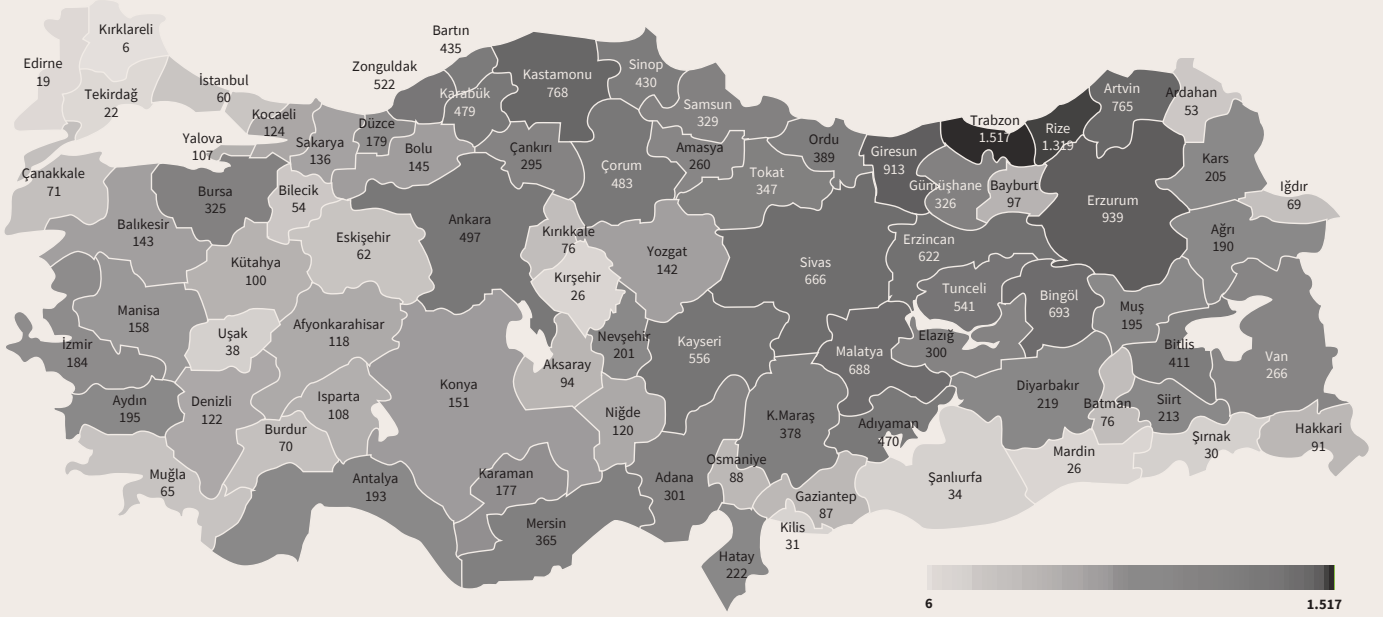 Kırklareli
6
Edirne
19
Tekirdağ
22
İstanbul
60
Kocaeli
124
Yalova
107
Sakarya
136
Düzce
179
Bolu
145
Zonguldak
522
Bartın
435
Karabük
479
Kastamonu
768
Sinop
430
Samsun
329
Çankırı
295
Çorum
483
Amasya
260
Tokat
347
Ordu
389
Giresun
913
Gümüşhane
326
Trabzon
1.517
Rize
1.319
Bayburt
97
Artvin
765
Ardahan
53
Kars
205
Iğdır
69
Ağrı
190
Erzurum
939
Erzincan
622
Çanakkale
71
Balıkesir
143
Bursa
325
Bilecik
54
Eskişehir
62
Kütahya
100
Ankara
497
Kırıkkale
76
Kırşehir
26
Yozgat
142
Sivas
666
Tunceli
541
Bingöl
693
Muş
195
Bitlis
411
Van
266
Manisa
158
İzmir
184
Uşak
38
Afyonkarahisar
118
Aydın
195
Denizli
122
Isparta
108
Burdur
70
Muğla
65
Antalya
193
Konya
151
Aksaray
94
Nevşehir
201
Kayseri
556
Niğde
120
Karaman
177
Mersin
365
Adana
301
Osmaniye
88
Hatay
222
K.Maraş
378
Malatya
688
Elazığ
300
Adıyaman
470
Gaziantep
87
Kilis
31
Şanlıurfa
34
Diyarbakır
219
Batman
76
Siirt
213
Mardin
26
Şırnak
30
Hakkari
91
6
1.517